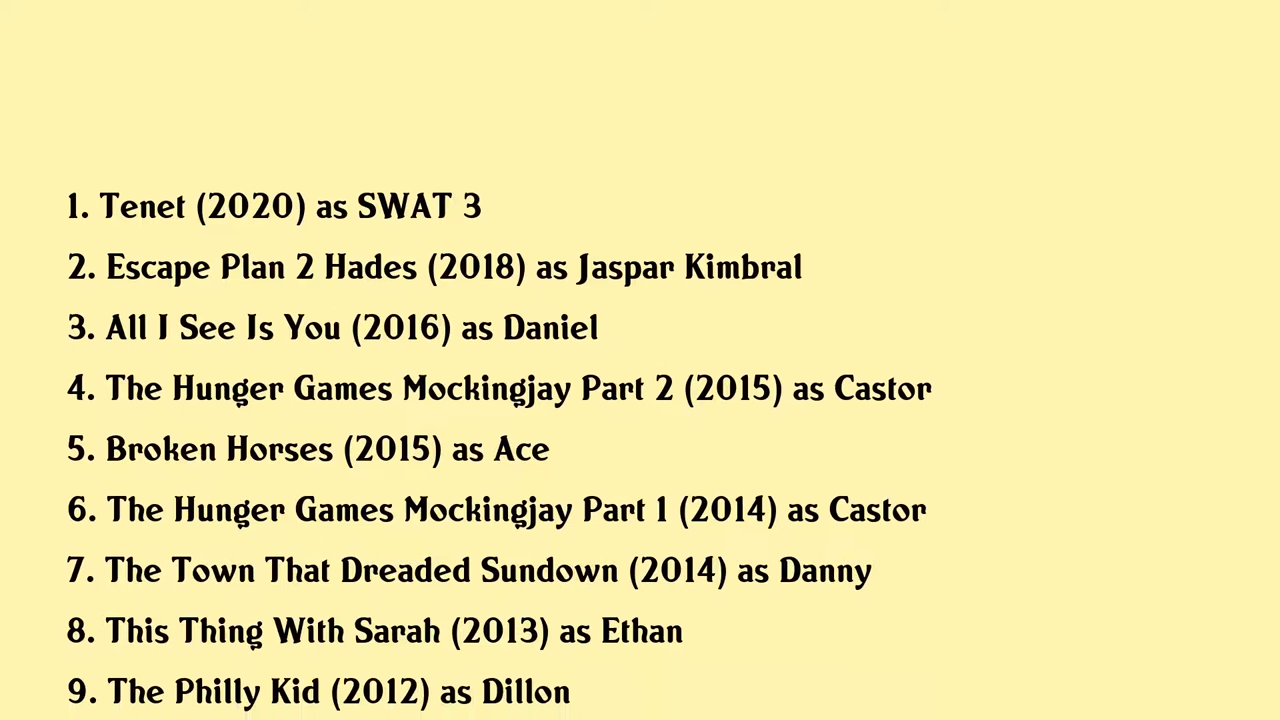 1. Tenet (2020) as SWAT 3
2. Escape Plan 2 Hades (2018) as Jaspar Kimbral
3. All I See Is You (2016) as Daniel
4. The Hunger Games Mockingjay Part 2 (2015) as Castor
5. Broken Horses (2015) as Ace
6. The Hunger Games Mockingjay Part 1 (2014) as Castor
7. The Town That Dreaded Sundown (2014) as Danny
8. This Thing With Sarah (2013) as Ethan
9. The Philly Kid (2012) as Dillon